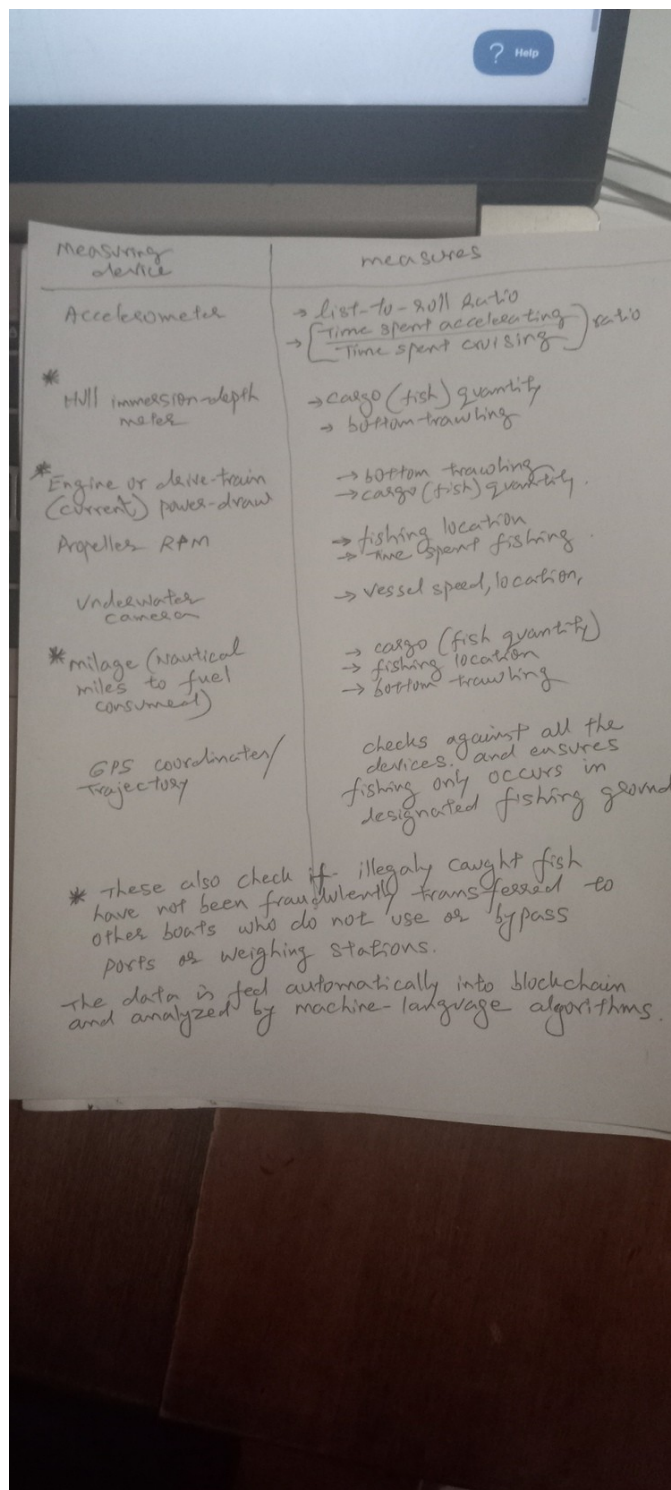 ? Help
Measuring device | measures
Accelerometer | → list-to-roll Ratio
→ [Time spent accelerating / Time spent cruising] ratio
* Hull immersion-depth meter | → cargo (fish) quantity
→ bottom-trawling
* Engine or drive-train (current) power-draw | → bottom trawling
→ cargo (fish) quantity.
Propeller RPM | → fishing location
→ time spent fishing.
Underwater camera | → vessel speed, location,
* milage (Nautical miles to fuel consumed) | → cargo (fish quantity)
→ fishing location
→ bottom trawling
GPS coordinates/ Trajectory | checks against all the
devices. and ensures
fishing only occurs in
designated fishing ground
* These also check if illegaly caught fish
have not been fraudulently transferred to
other boats who do not use or bypass
ports or weighing stations.
The data is fed automatically into blockchain
and analyzed by machine-language algorithms.